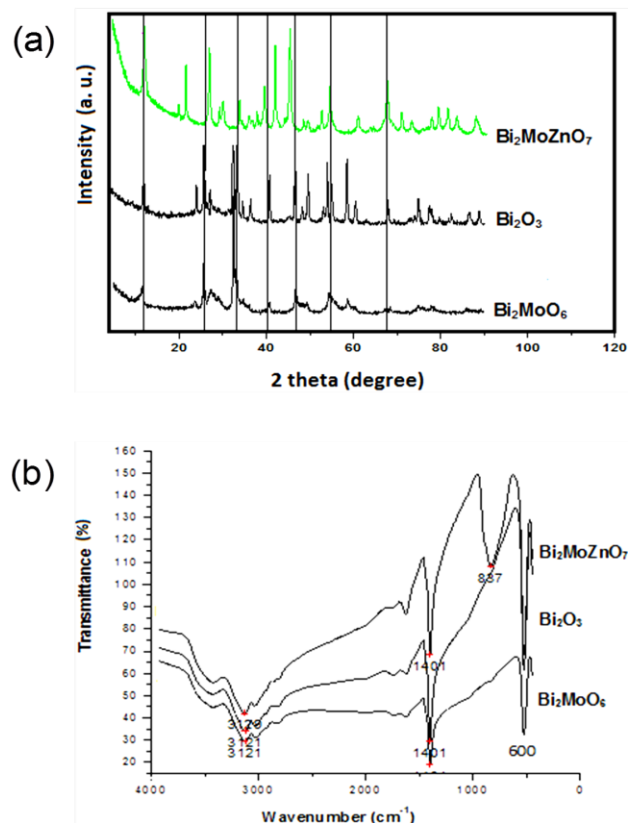 (a)
Intensity (a. u.)
Bi₂MoZnO₇
Bi₂O₃
Bi₂MoO₆
20 40 60 80 100 120
2 theta (degree)
(b)
Transmittance (%)
160
150
140
130
120
110
100
90
80
70
60
50
40
30
20
Bi₂MoZnO₇
837
Bi₂O₃
1401
Bi₂MoO₆
3121
3121
1401
600
4000 3000 2000 1000 0
Wavenumber (cm⁻¹)